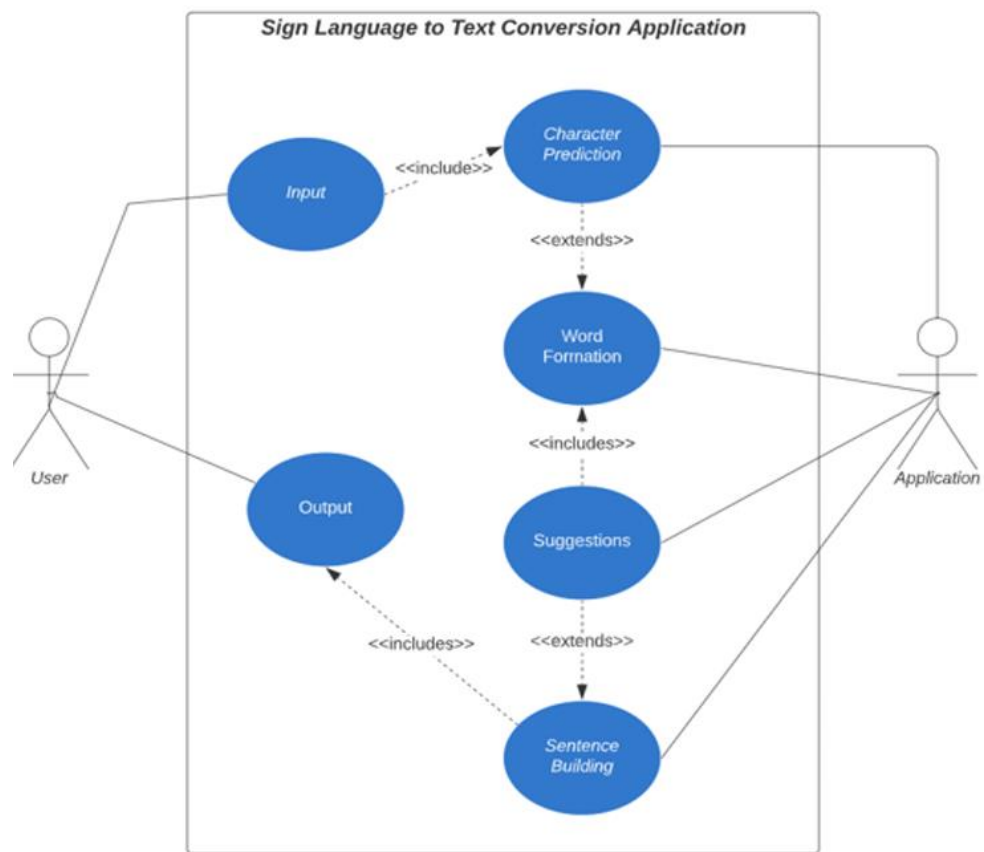 Sign Language to Text Conversion Application
Character
Prediction
<<include>>
Input
<<extends>>
Word
Formation
<<includes>>
User
Application
Output
Suggestions
<<extends>>
<<includes>>
Sentence
Building